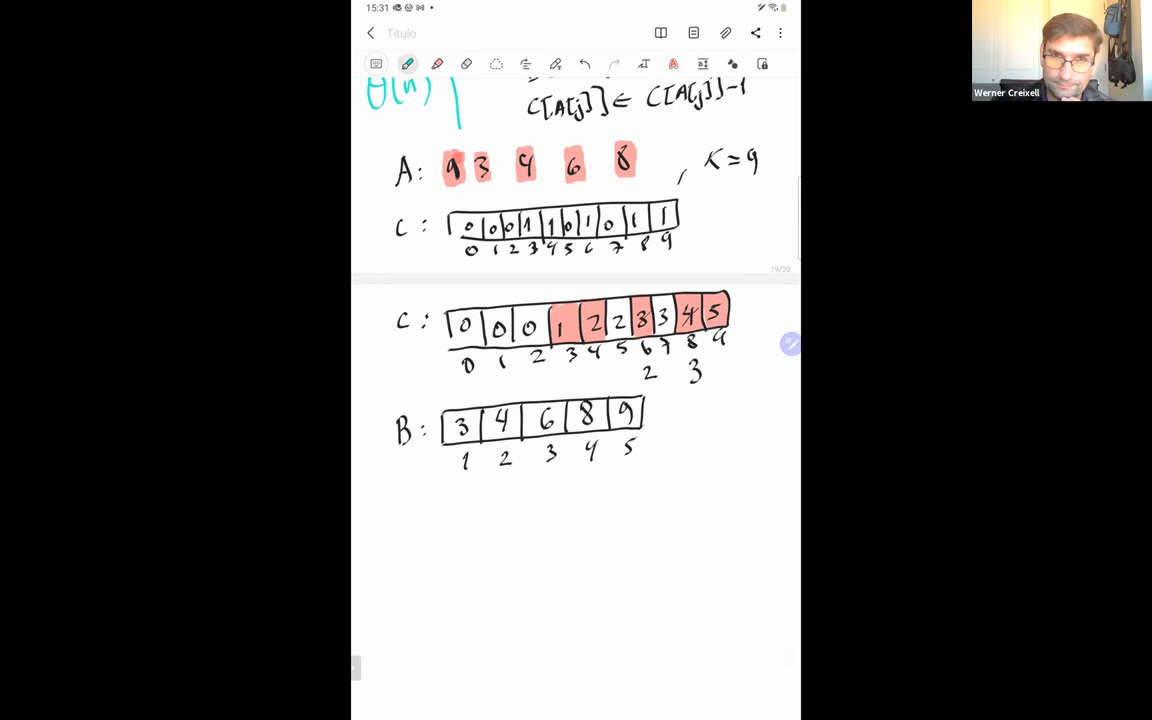 15:31
Título
Werner Creixell
θ(n)
C[A[j]] ← C[A[j]]-1
A: 9 3 4 6 8 , K=9
C: 0 0 0 1 1 0 1 0 1 1
0 1 2 3 4 5 6 7 8 9
19/20
C: 0 0 0 1 2 2 3 3 4 5
0 1 2 3 4 5 6 7 8 9
2 3
B: 3 4 6 8 9
1 2 3 4 5